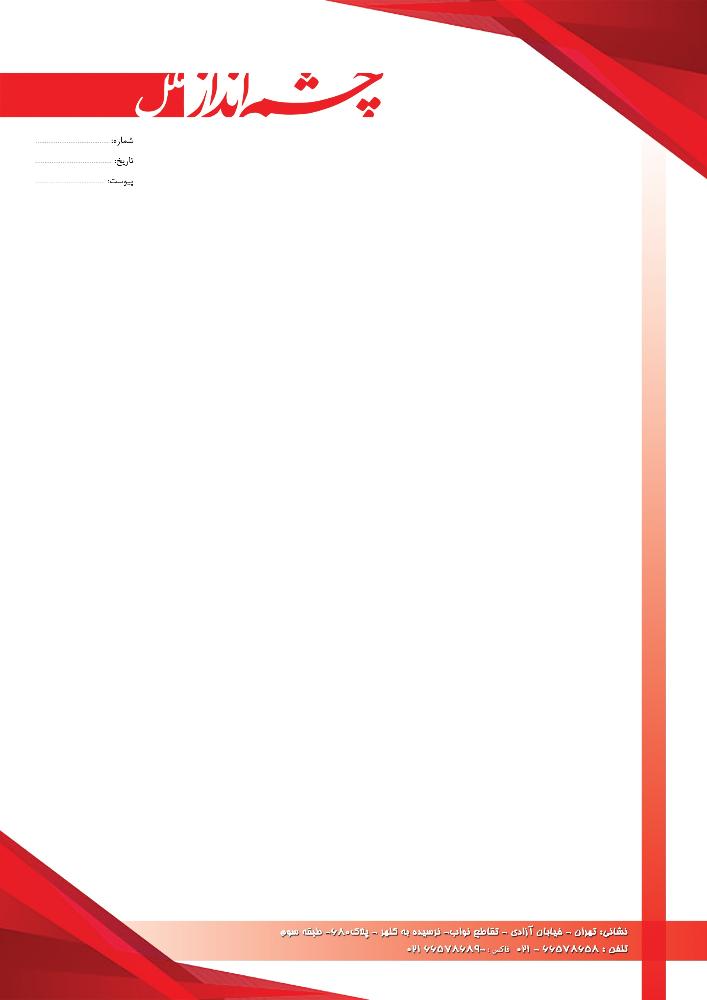 چشم انداز ملل
شماره: ........................................
تاریخ: ..........................................
پیوست: ......................................
نشانی: تهران - خیابان آزادی - تقاطع نواب- نرسیده به کلهر - پلاک۶۸۰- طبقه سوم
تلفن : ۶۶۵۷۸۶۵۸ - ۰۲۱ فاکس : -۶۶۵۷۸۶۸۹ ۰۲۱